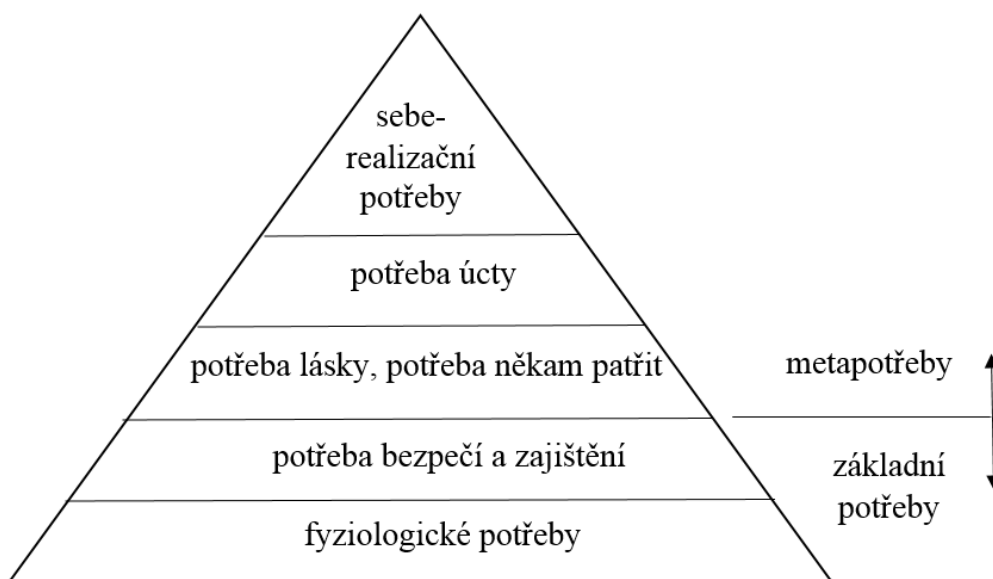 sebe-
realizační
potřeby
potřeba úcty
potřeba lásky, potřeba někam patřit
metapotřeby
potřeba bezpečí a zajištění
základní
potřeby
fyziologické potřeby